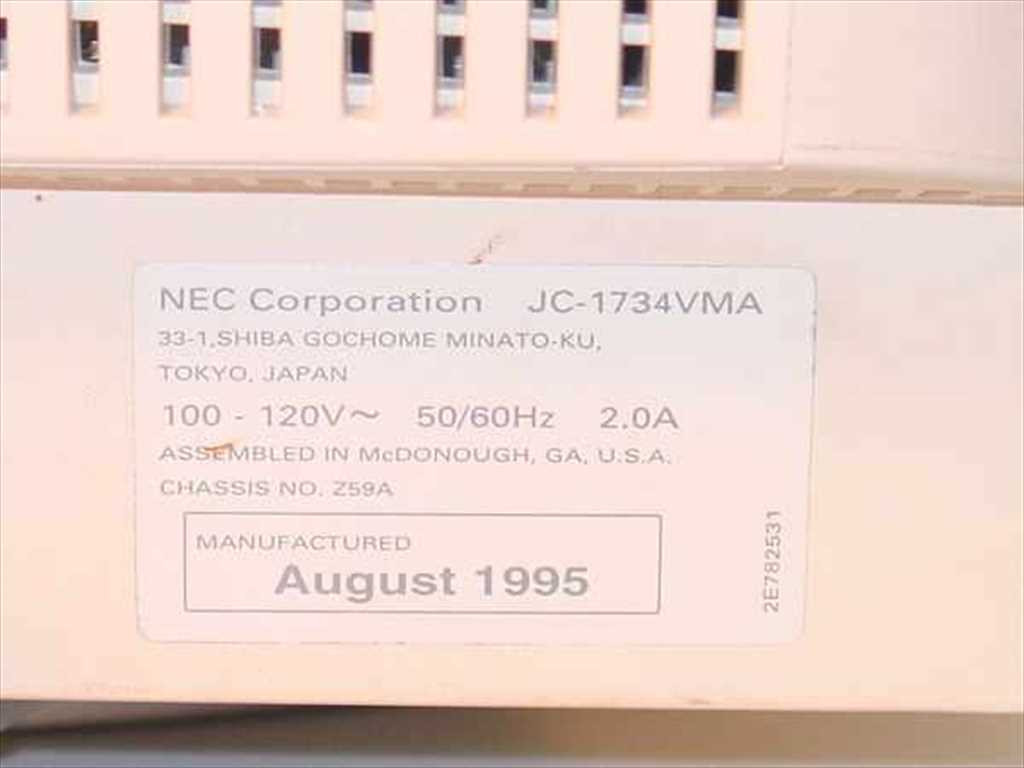 NEC Corporation JC-1734VMA
33-1,SHIBA GOCHOME MINATO-KU,
TOKYO, JAPAN
100 - 120V~ 50/60Hz 2.0A
ASSEMBLED IN McDONOUGH, GA, U.S.A.
CHASSIS NO. Z59A
MANUFACTURED
August 1995
2E782531